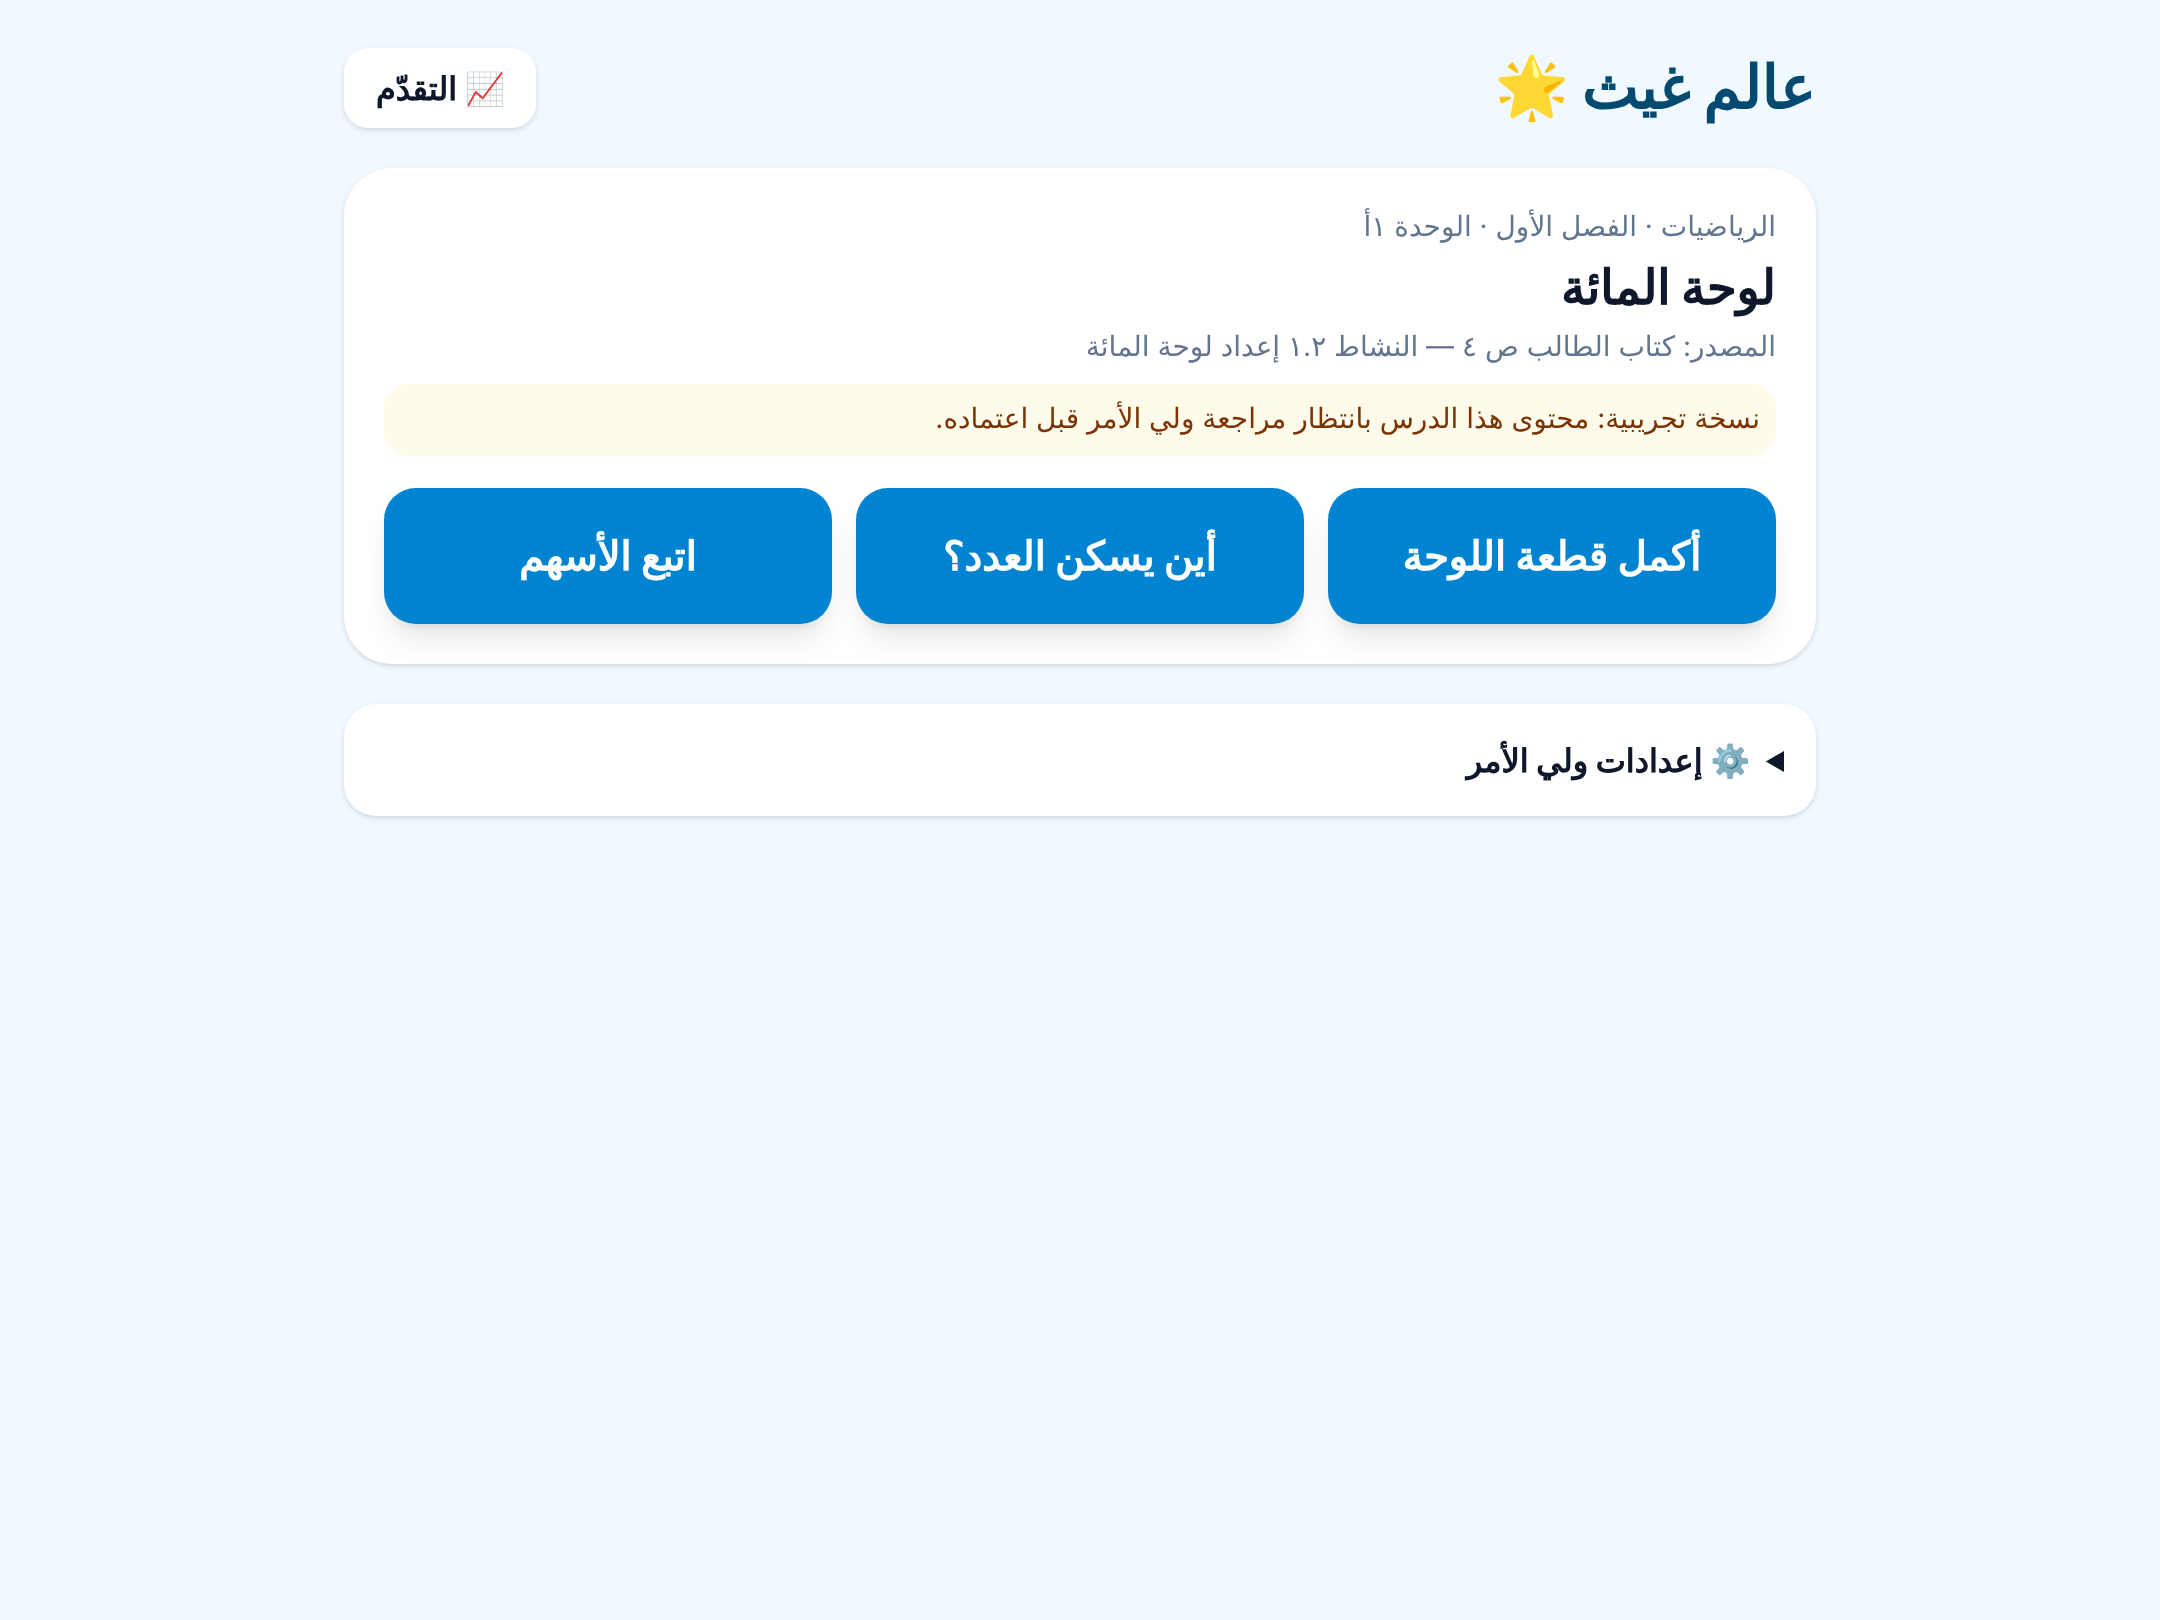 عالم غيث 🌟
📈 التقدّم
الرياضيات · الفصل الأول · الوحدة ١أ
لوحة المائة
المصدر: كتاب الطالب ص ٤ — النشاط ١.٢ إعداد لوحة المائة
نسخة تجريبية: محتوى هذا الدرس بانتظار مراجعة ولي الأمر قبل اعتماده.
أكمل قطعة اللوحة
أين يسكن العدد؟
اتبع الأسهم
⚙️ إعدادات ولي الأمر